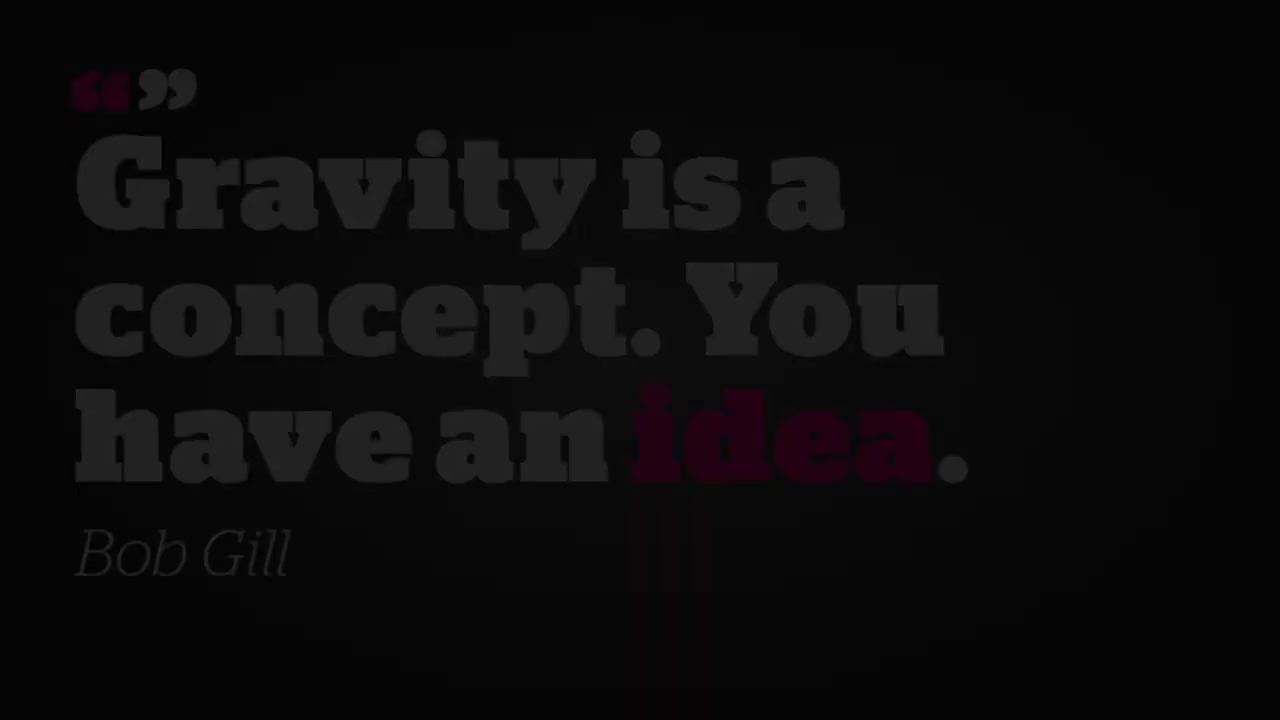 “”
Gravity is a
concept. You
have an idea.
Bob Gill